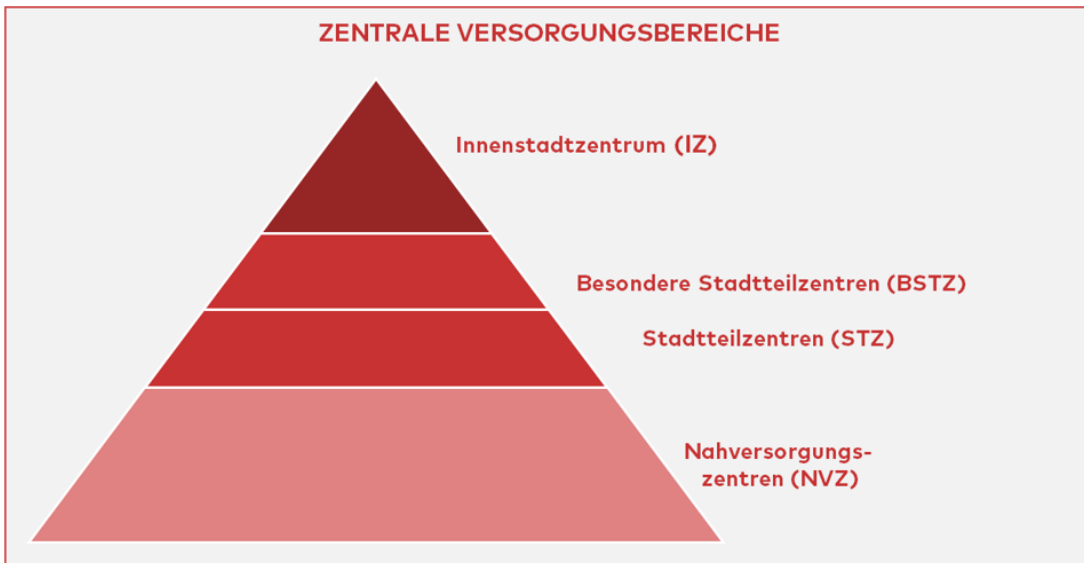 ZENTRALE VERSORGUNGSBEREICHE
Innenstadtzentrum (IZ)
Besondere Stadtteilzentren (BSTZ)
Stadtteilzentren (STZ)
Nahversorgungs-
zentren (NVZ)